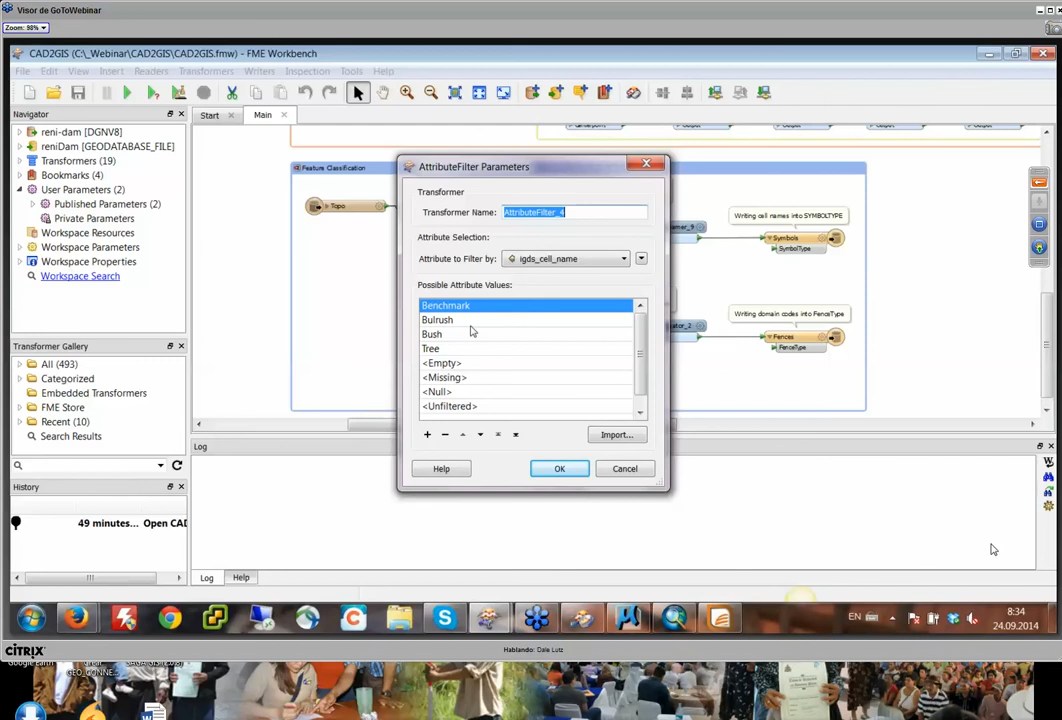 Visor de GoToWebinar
Zoom: 98%
CAD2GIS (C:\_Webinar\CAD2GIS\CAD2GIS.fmw) - FME Workbench
File Edit View Insert Readers Transformers Writers Inspection Tools Help
Navigator
Start
Main
reni-dam [DGNV8]
reniDam [GEODATABASE_FILE]
Transformers (19)
Bookmarks (4)
User Parameters (2)
Published Parameters (2)
Private Parameters
Workbench Resources
Workbench Parameters
Workspace Properties
Workspace Search
Transformer Gallery
All (493)
Categorized
Embedded Transformers
FME Store
Recent (10)
Search Results
History
49 minutes... Open CAD
Feature Classification
Topo
AttributeFilter Parameters
Transformer
Transformer Name: AttributeFilter_4
Attribute Selection:
Attribute to Filter by: igds_cell_name
Possible Attribute Values:
Benchmark
Bulrush
Bush
Tree
<Empty>
<Missing>
<Null>
<Unfiltered>
Import...
Help
OK
Cancel
Writing cell names into SYMBOLTYPE
Symbols
SymbolType
Writing domain codes into FenceType
ator_2
Fences
FenceType
Log
Log
Help
EN
8:34
24.09.2014
CITRIX
Hablando: Dale Lutz
Google Earth
GEO_CONNE...